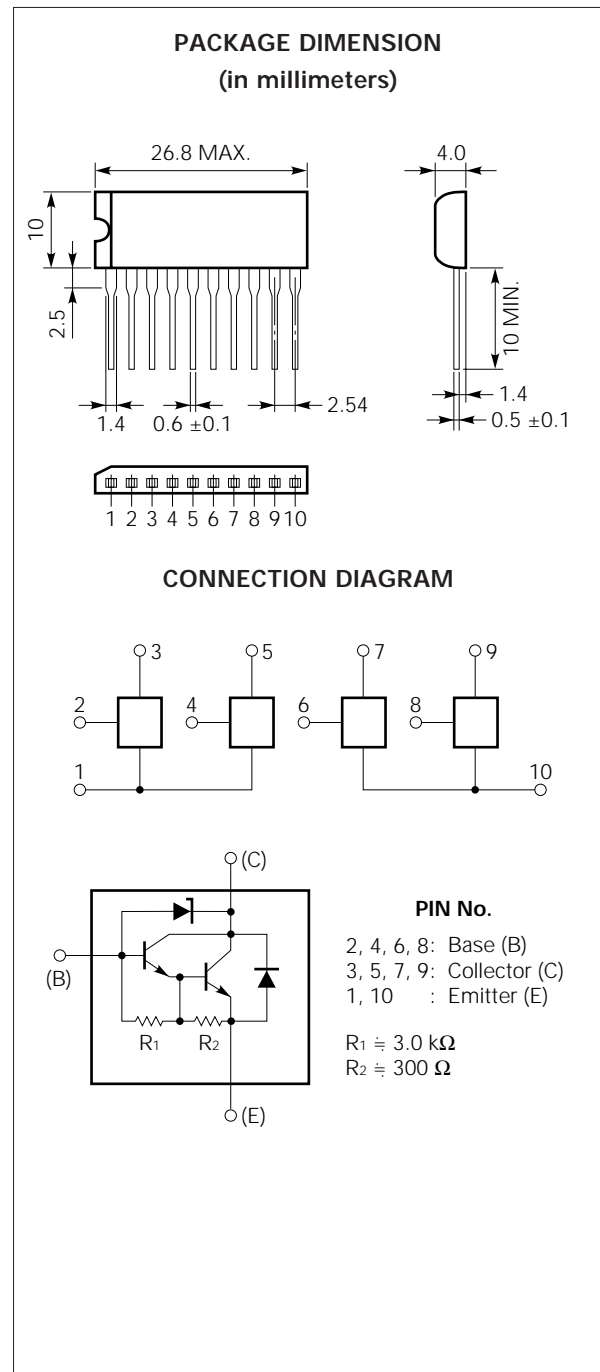 PACKAGE DIMENSION
(in millimeters)
26.8 MAX.
4.0
10
2.5
10 MIN.
2.54
1.4
1.4
0.6 ±0.1
0.5 ±0.1
1 2 3 4 5 6 7 8 9 10
CONNECTION DIAGRAM
3
5
7
9
2
4
6
8
1
10
(C)
(B)
R1
R2
(E)
PIN No.
2, 4, 6, 8: Base (B)
3, 5, 7, 9: Collector (C)
1, 10 : Emitter (E)
R1 ≒ 3.0 kΩ
R2 ≒ 300 Ω